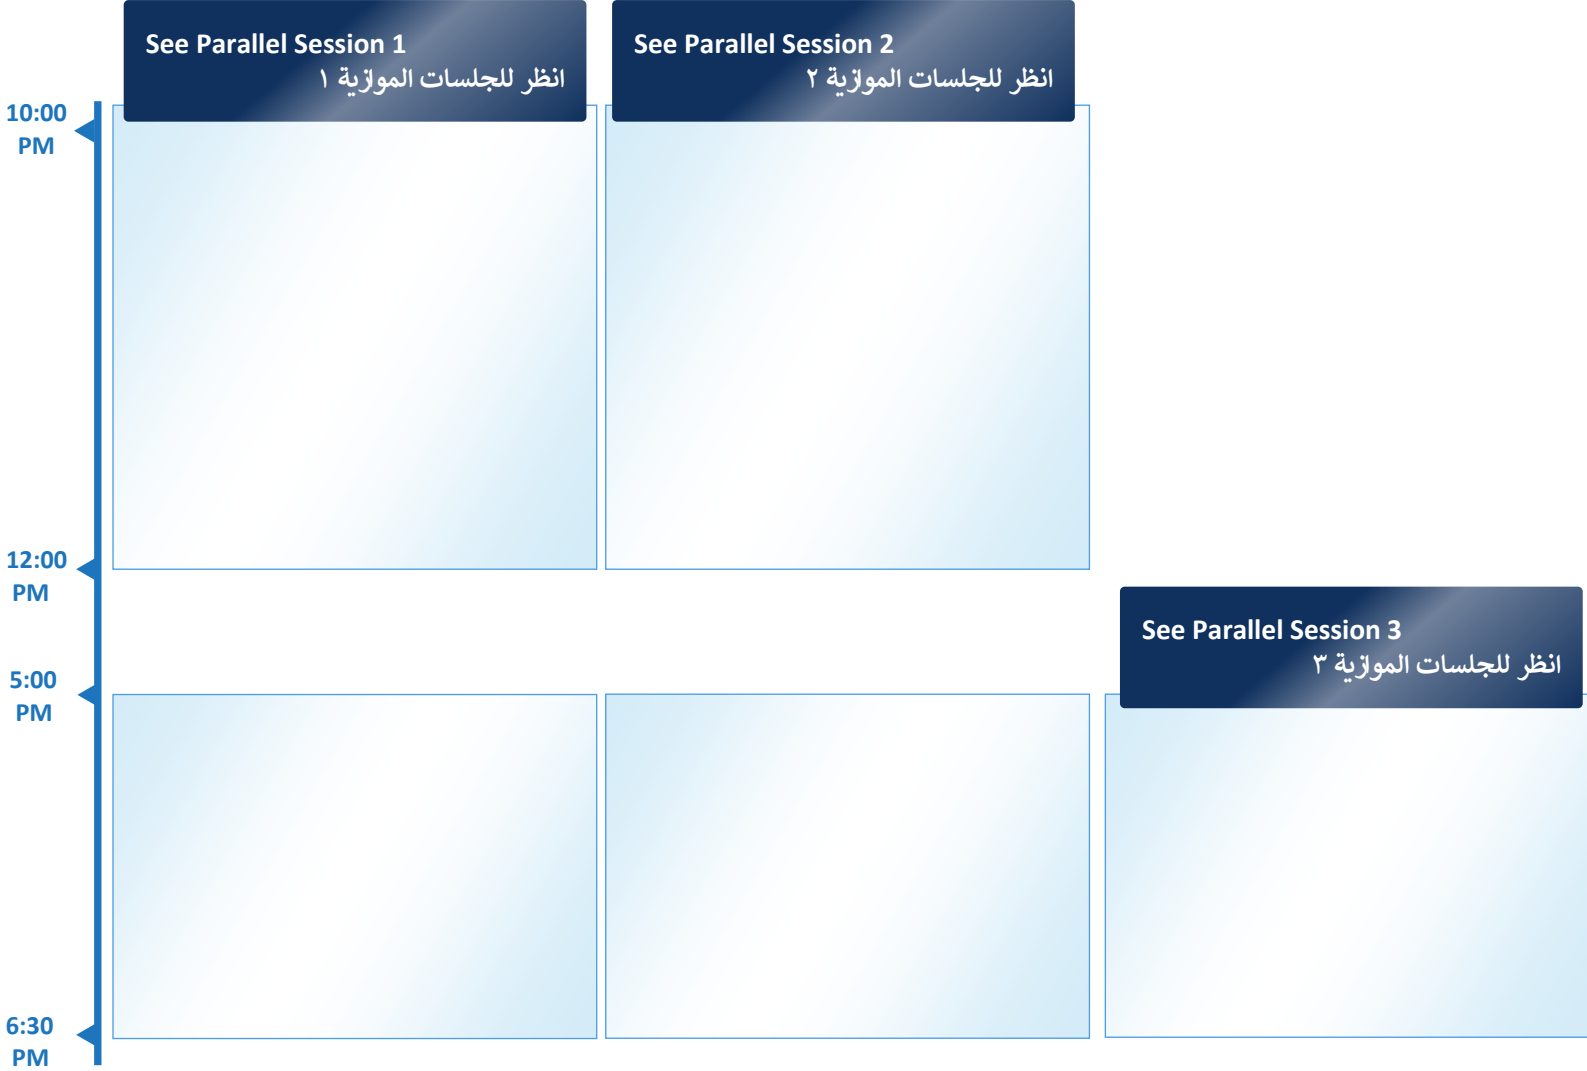 See Parallel Session 1
انظر للجلسات الموازية ١
See Parallel Session 2
انظر للجلسات الموازية ٢
10:00
PM
12:00
PM
See Parallel Session 3
انظر للجلسات الموازية ٣
5:00
PM
6:30
PM